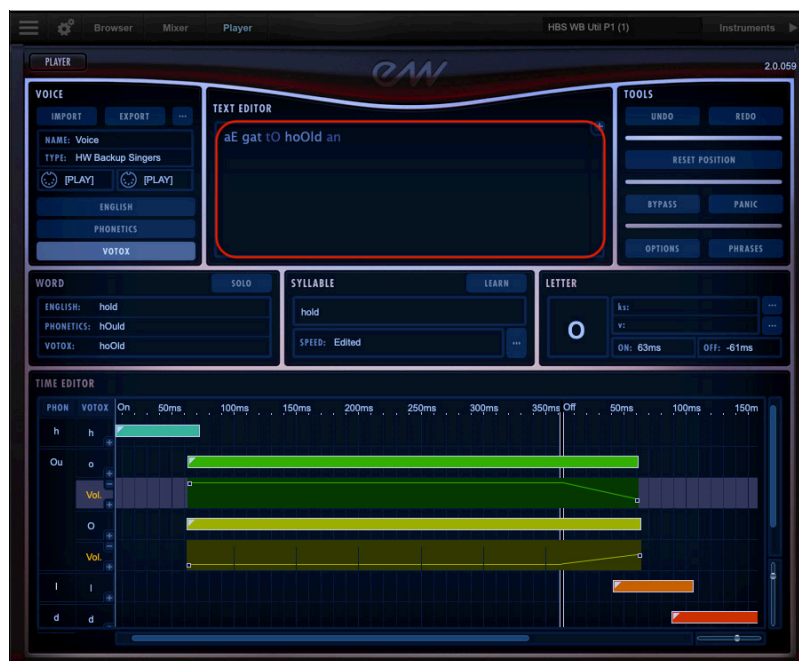 Browser Mixer Player HBS WB Util P1 (1) Instruments
PLAYER
ew
2.0.059
VOICE
IMPORT EXPORT ...
NAME: Voice
TYPE: HW Backup Singers
[PLAY] [PLAY]
ENGLISH
PHONETICS
VOTOX
TEXT EDITOR
aE gat tO hoOld an
TOOLS
UNDO REDO
RESET POSITION
BYPASS PANIC
OPTIONS PHRASES
WORD SOLO
ENGLISH: hold
PHONETICS: hOuld
VOTOX: hoOld
SYLLABLE LEARN
hold
SPEED: Edited ...
LETTER
O
ks: ...
v: ...
ON: 63ms OFF: -61ms
TIME EDITOR
PHON VOTOX On 50ms 100ms 150ms 200ms 250ms 300ms 350ms Off 50ms 100ms 150m
h h
Ou o
Vol.
O
Vol.
l l
d d